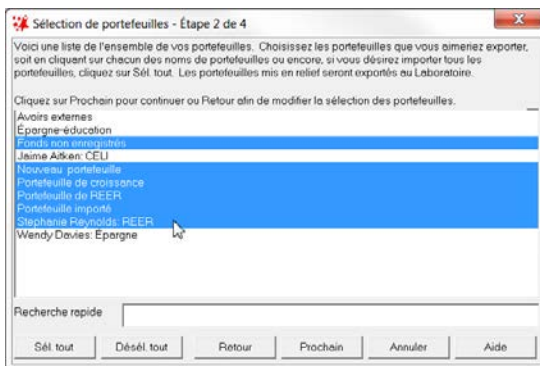 Sélection de portefeuilles - Étape 2 de 4
Voici une liste de l'ensemble de vos portefeuilles. Choisissez les portefeuilles que vous aimeriez exporter,
soit en cliquant sur chacun des noms de portefeuilles ou encore, si vous désirez importer tous les
portefeuilles, cliquez sur Sél. tout. Les portefeuilles mis en relief seront exportés au Laboratoire.
Cliquez sur Prochain pour continuer ou Retour afin de modifier la sélection des portefeuilles.
Avoirs externes
Épargne-éducation
Fonds non enregistrés
Jaime Aitken: CELI
Nouveau portefeuille
Portefeuille de croissance
Portefeuille de REER
Portefeuille importé
Stephanie Reynolds: REER
Wendy Davies: Épargne
Recherche rapide
Sél. tout
Désél. tout
Retour
Prochain
Annuler
Aide